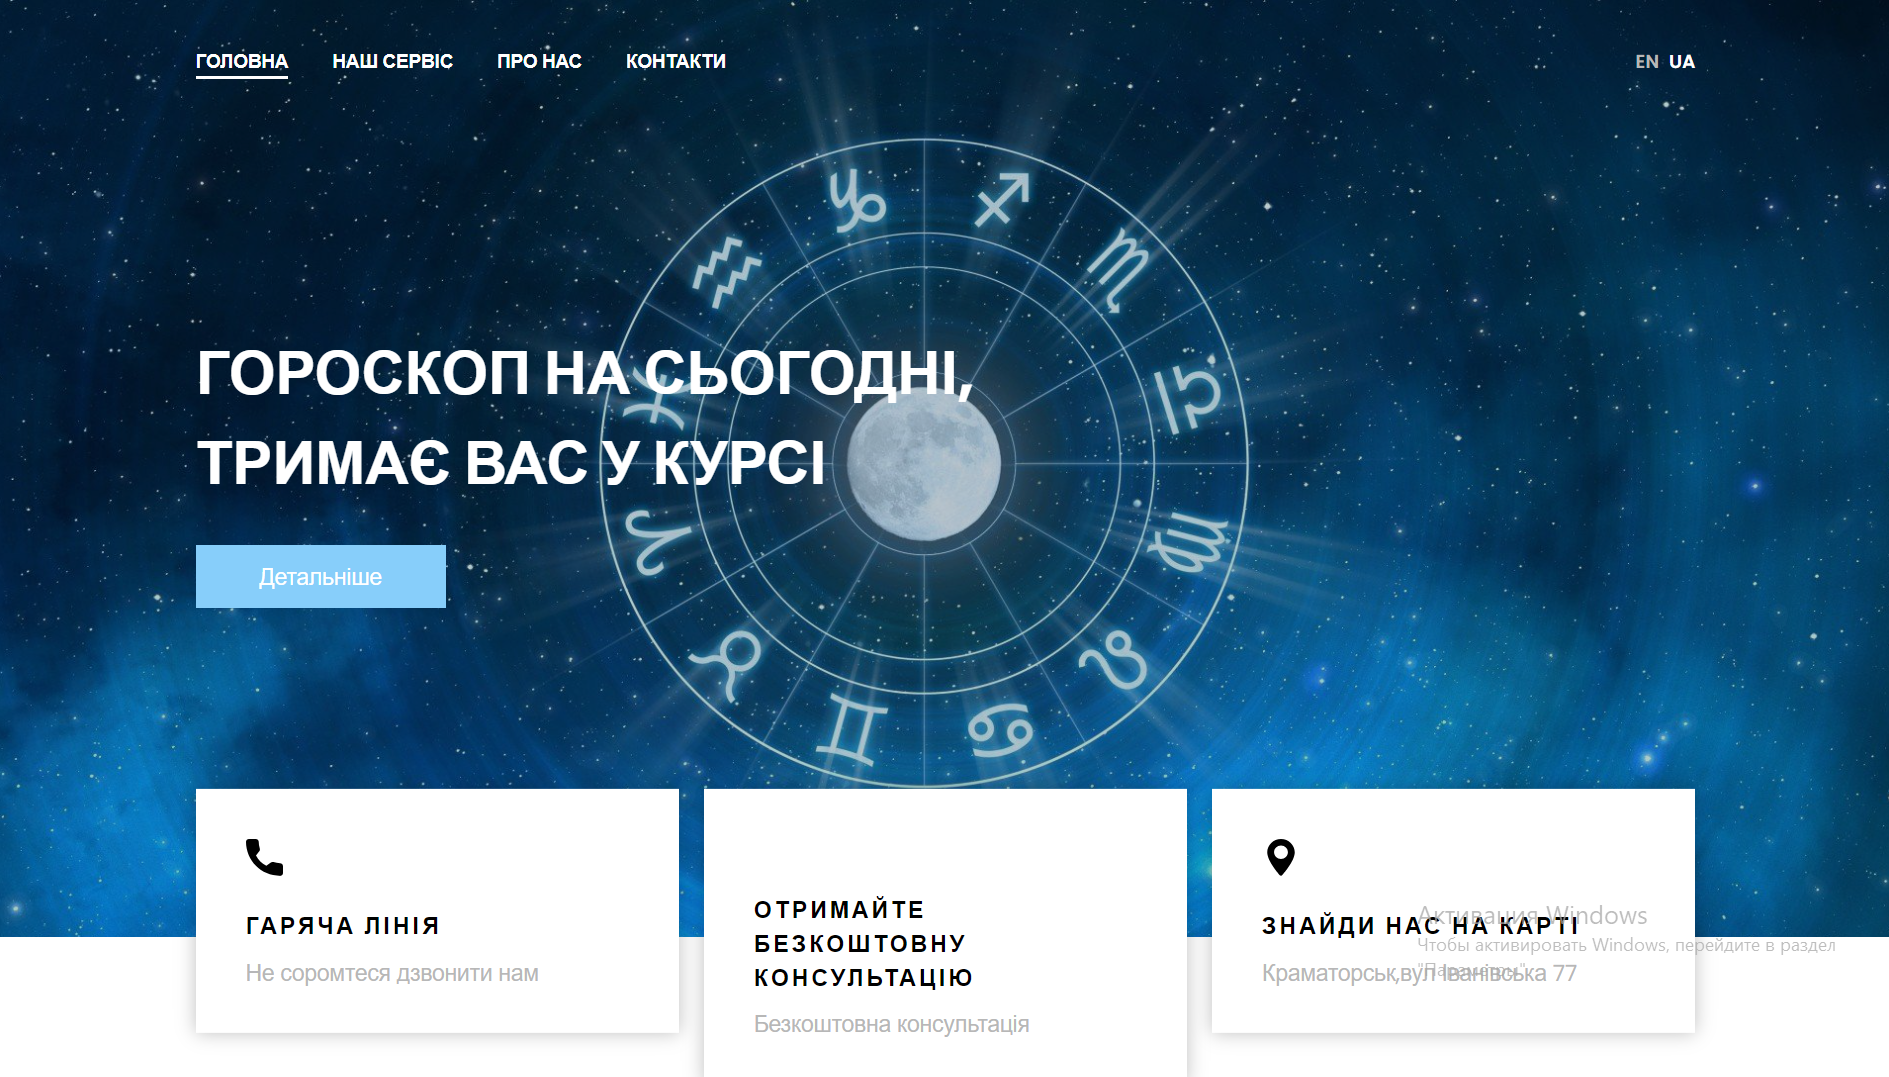 ГОЛОВНА НАШ СЕРВІС ПРО НАС КОНТАКТИ EN UA
ГОРОСКОП НА СЬОГОДНІ,
ТРИМАЄ ВАС У КУРСІ
Детальніше
ГАРЯЧА ЛІНІЯ
Не соромтеся дзвонити нам
ОТРИМАЙТЕ
БЕЗКОШТОВНУ
КОНСУЛЬТАЦІЮ
Безкоштовна консультація
ЗНАЙДИ НАС НА КАРТІ
Краматорськ,вул Іванівська 77
Активация Windows
Чтобы активировать Windows, перейдите в раздел
"Параметры".